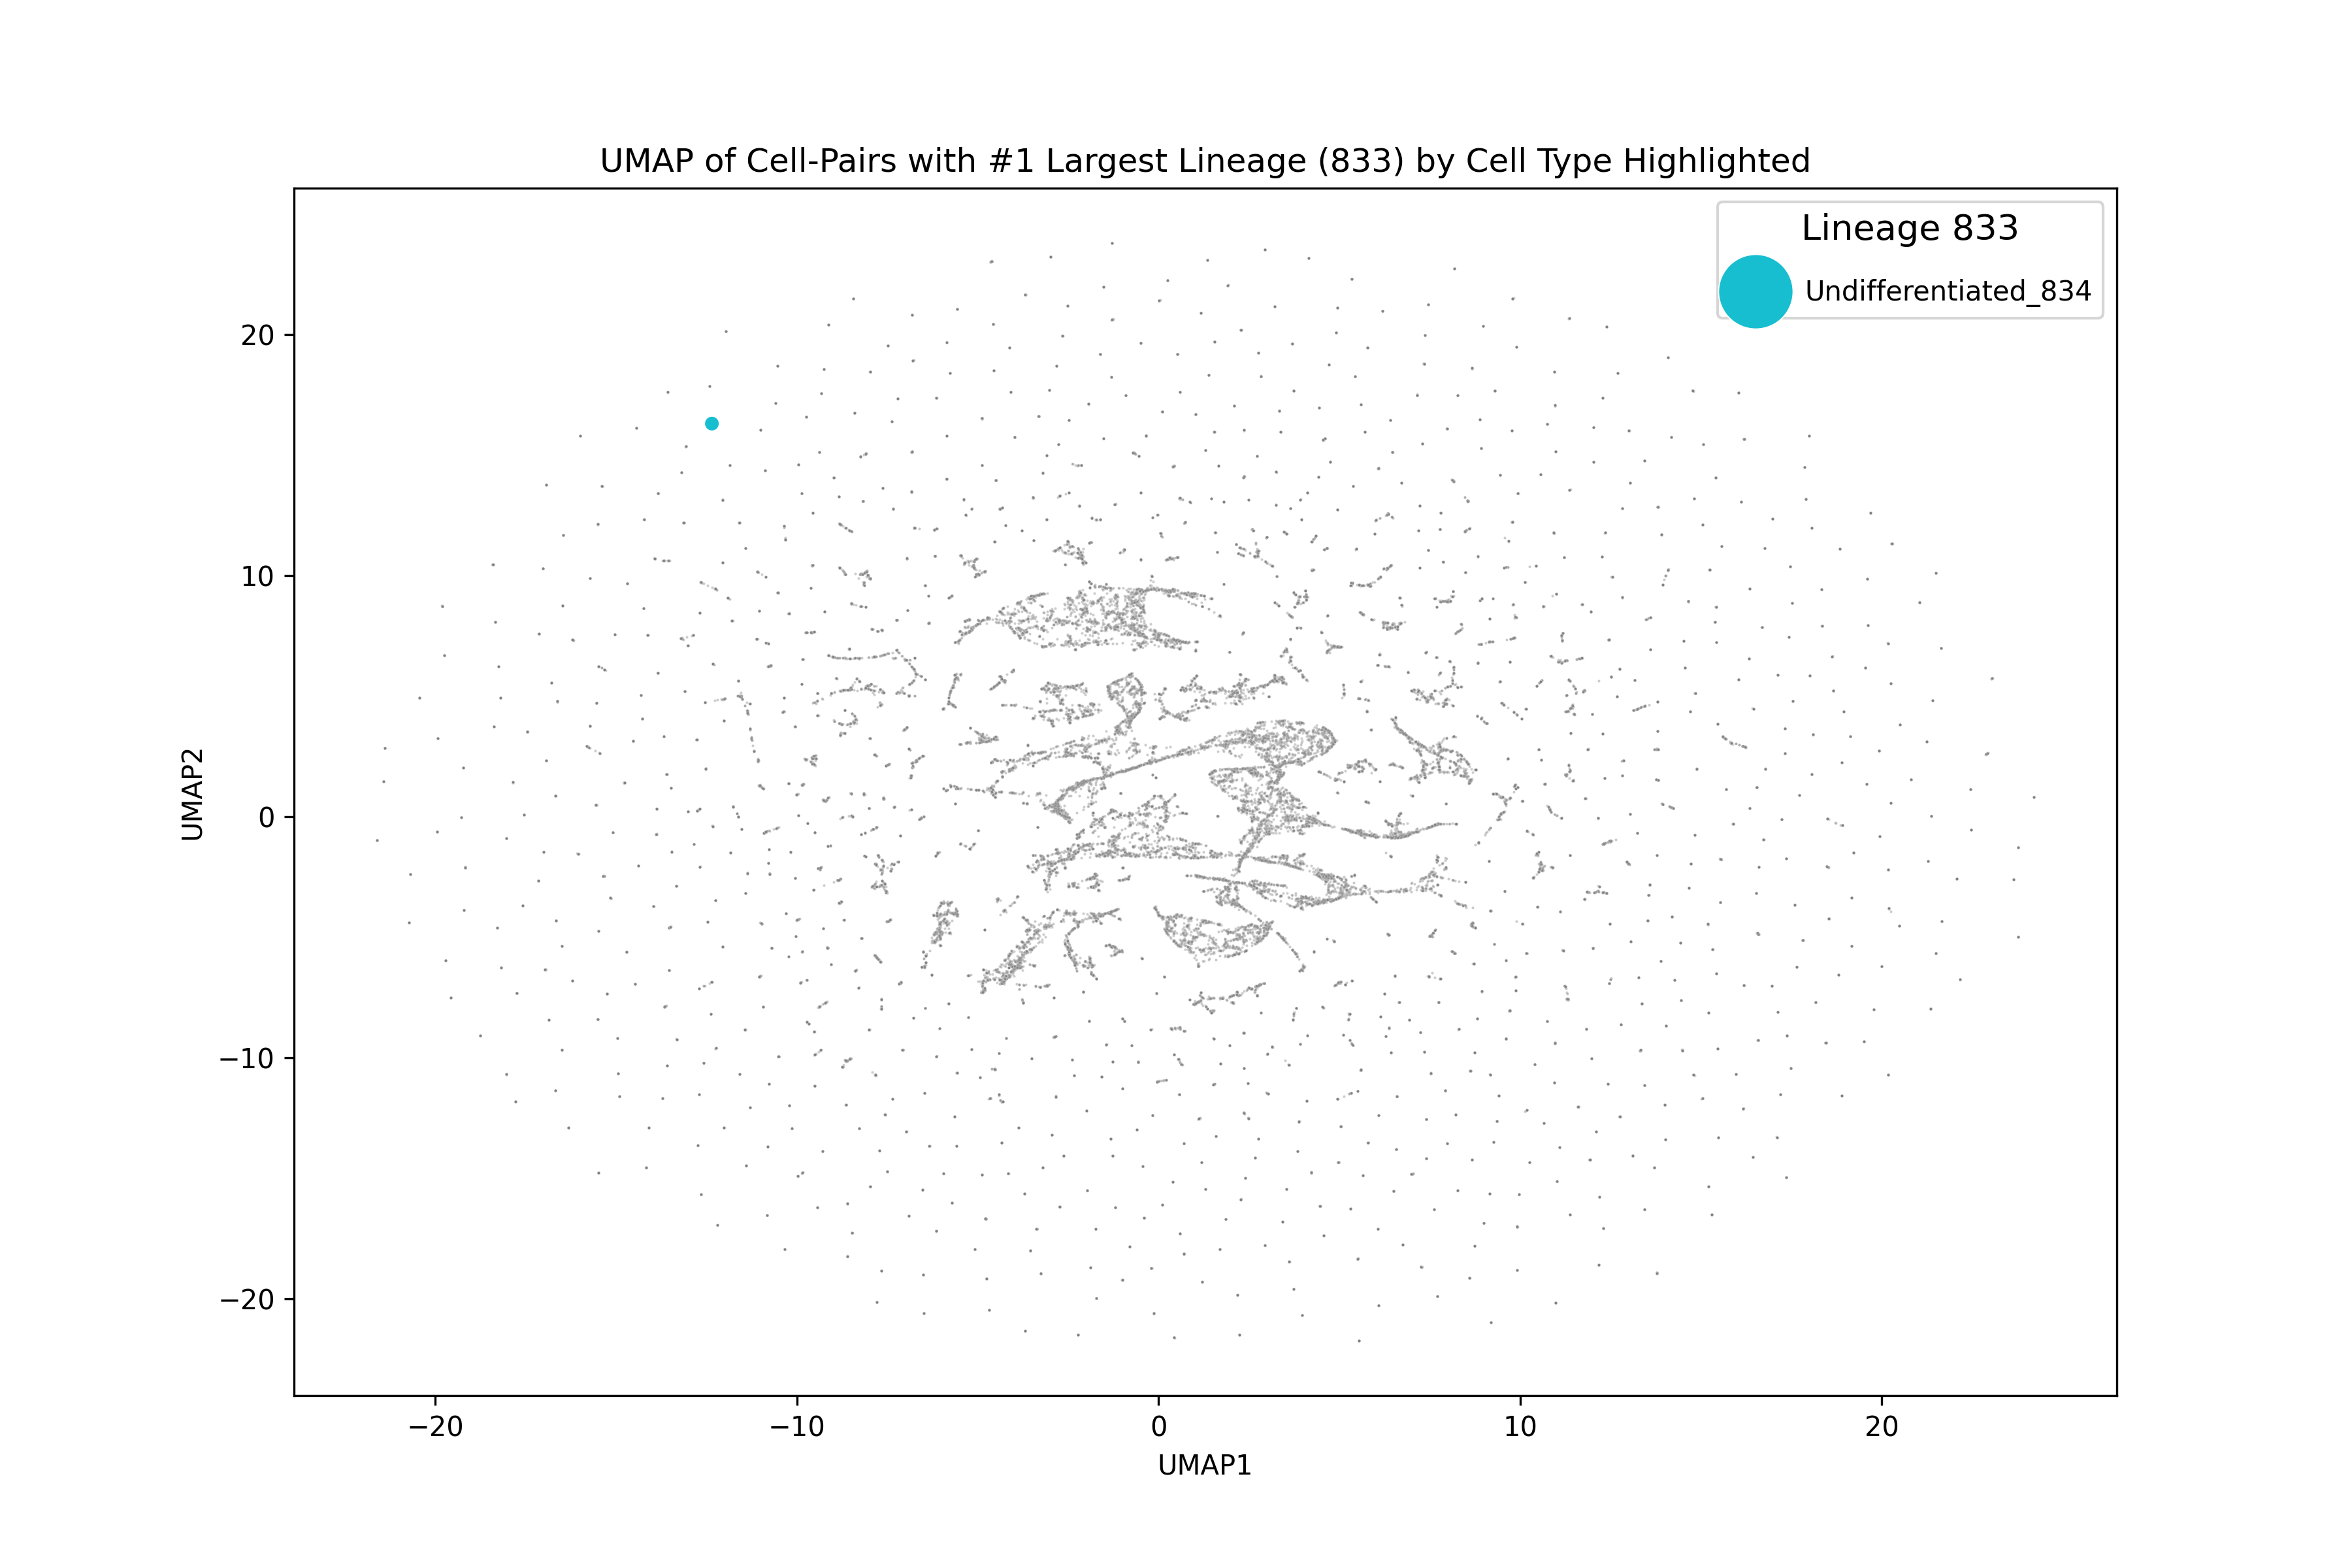 UMAP of Cell-Pairs with #1 Largest Lineage (833) by Cell Type Highlighted
Lineage 833
Undifferentiated_834
20
10
0
−10
−20
UMAP2
−20
−10
0
10
20
UMAP1